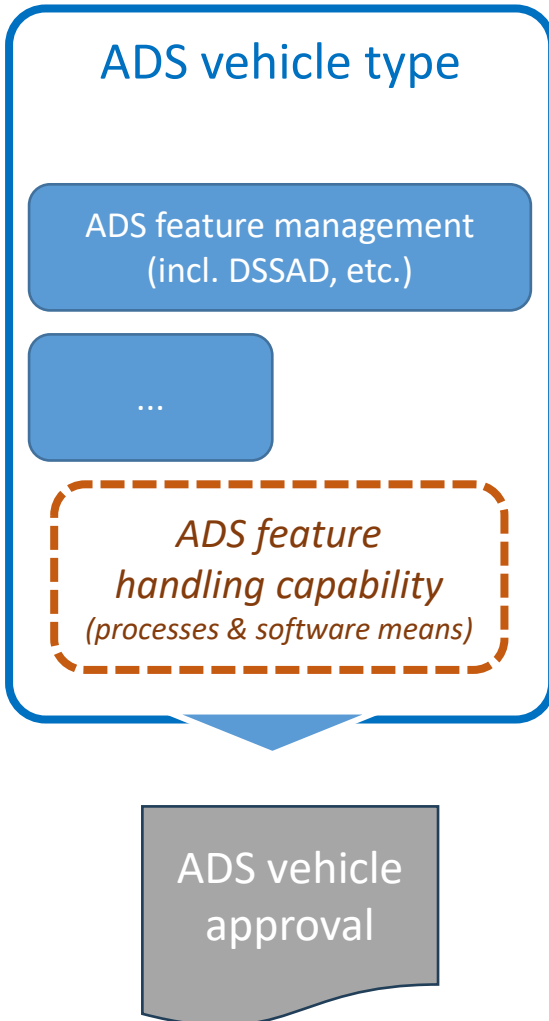 ADS vehicle type
ADS feature management
(incl. DSSAD, etc.)
...
ADS feature
handling capability
(processes & software means)
ADS vehicle
approval